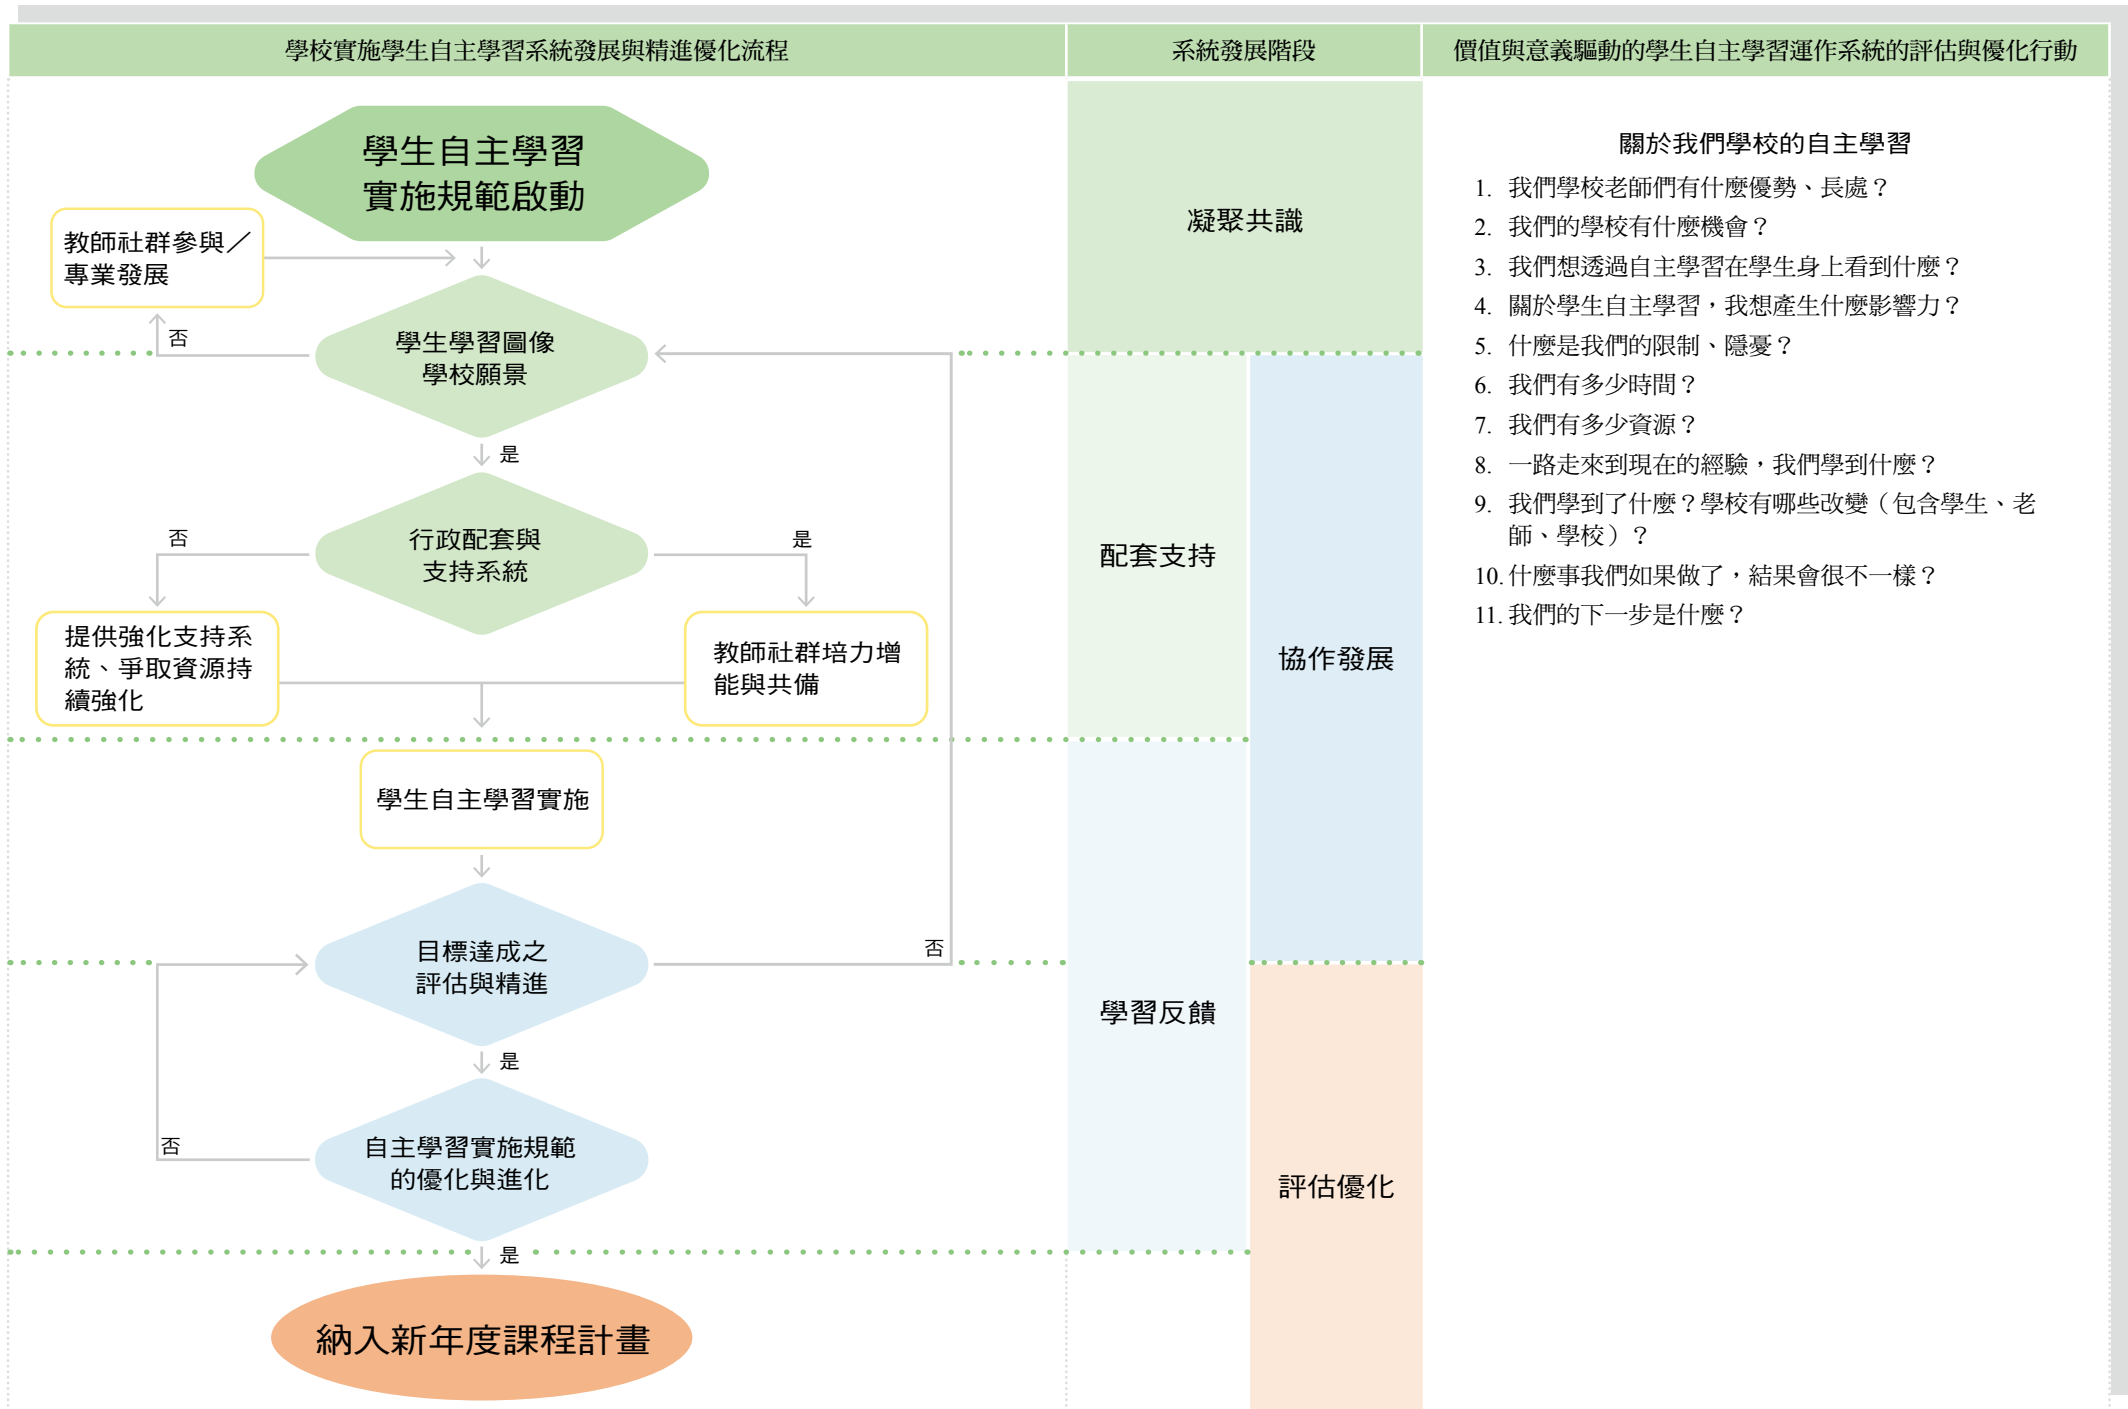 學校實施學生自主學習系統發展與精進優化流程
系統發展階段
價值與意義驅動的學生自主學習運作系統的評估與優化行動
學生自主學習
實施規範啟動
教師社群參與／
專業發展
否
學生學習圖像
學校願景
是
否
行政配套與
支持系統
是
提供強化支持系
統、爭取資源持
續強化
教師社群培力增
能與共備
學生自主學習實施
目標達成之
評估與精進
否
是
否
自主學習實施規範
的優化與進化
是
納入新年度課程計畫
凝聚共識
配套支持
協作發展
學習反饋
評估優化
關於我們學校的自主學習
1. 我們學校老師們有什麼優勢、長處？
2. 我們的學校有什麼機會？
3. 我們想透過自主學習在學生身上看到什麼？
4. 關於學生自主學習，我想產生什麼影響力？
5. 什麼是我們的限制、隱憂？
6. 我們有多少時間？
7. 我們有多少資源？
8. 一路走來到現在的經驗，我們學到什麼？
9. 我們學到了什麼？學校有哪些改變（包含學生、老
師、學校）？
10. 什麼事我們如果做了，結果會很不一樣？
11. 我們的下一步是什麼？